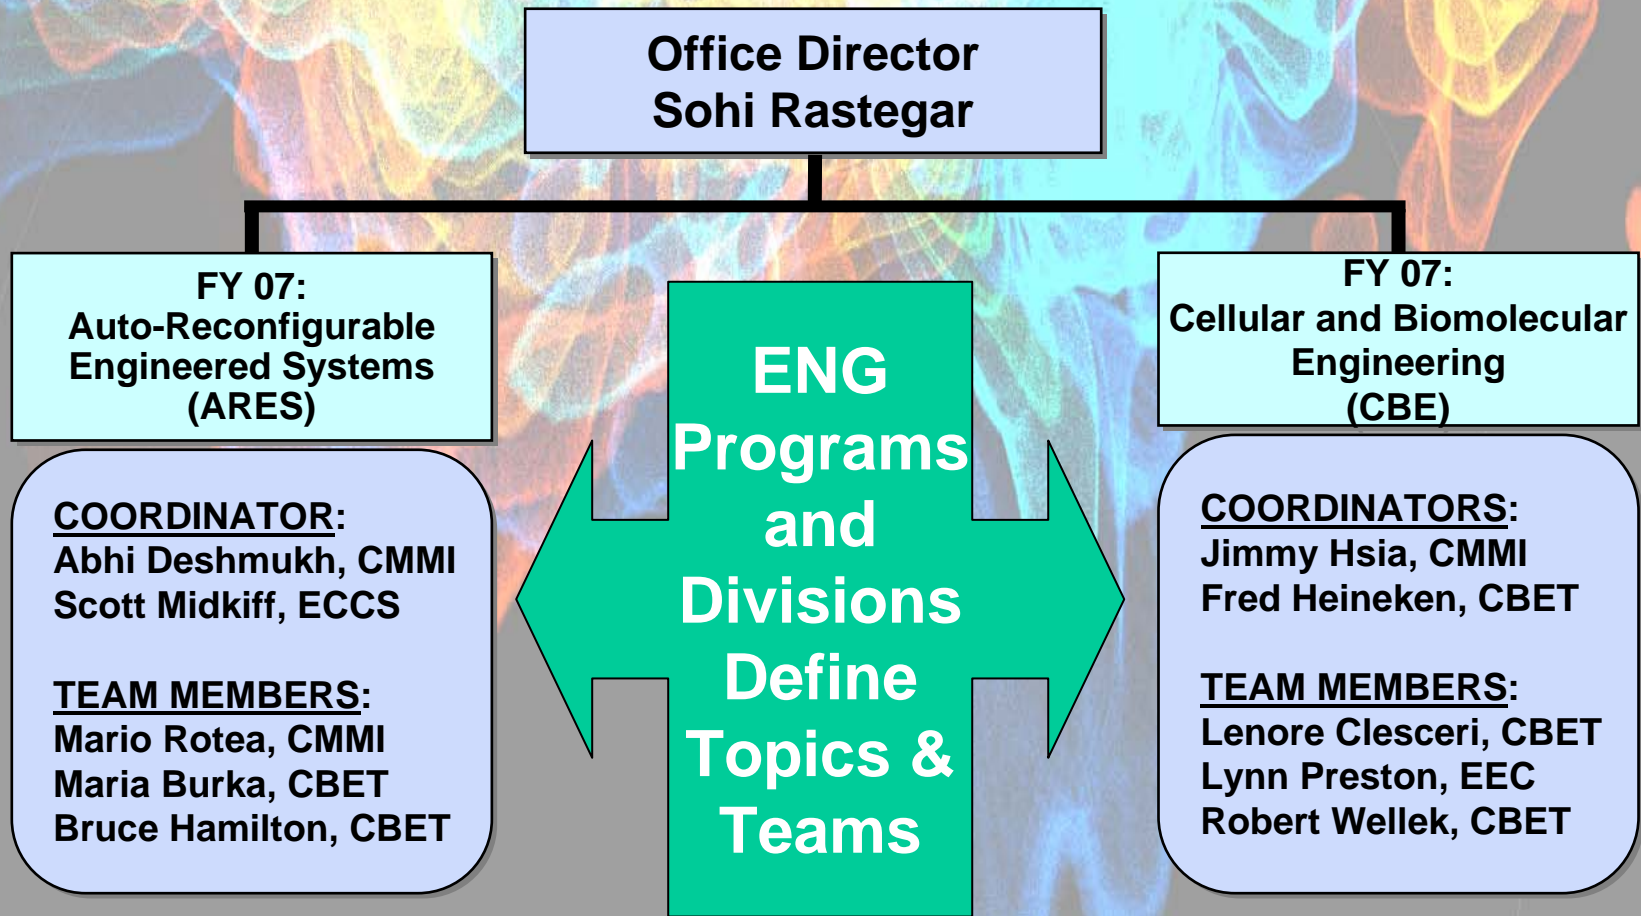 Office Director
Sohi Rastegar
FY 07:
Auto-Reconfigurable
Engineered Systems
(ARES)
COORDINATOR:
Abhi Deshmukh, CMMI
Scott Midkiff, ECCS
TEAM MEMBERS:
Mario Rotea, CMMI
Maria Burka, CBET
Bruce Hamilton, CBET
ENG
Programs
and
Divisions
Define
Topics &
Teams
FY 07:
Cellular and Biomolecular
Engineering
(CBE)
COORDINATORS:
Jimmy Hsia, CMMI
Fred Heineken, CBET
TEAM MEMBERS:
Lenore Clesceri, CBET
Lynn Preston, EEC
Robert Wellek, CBET